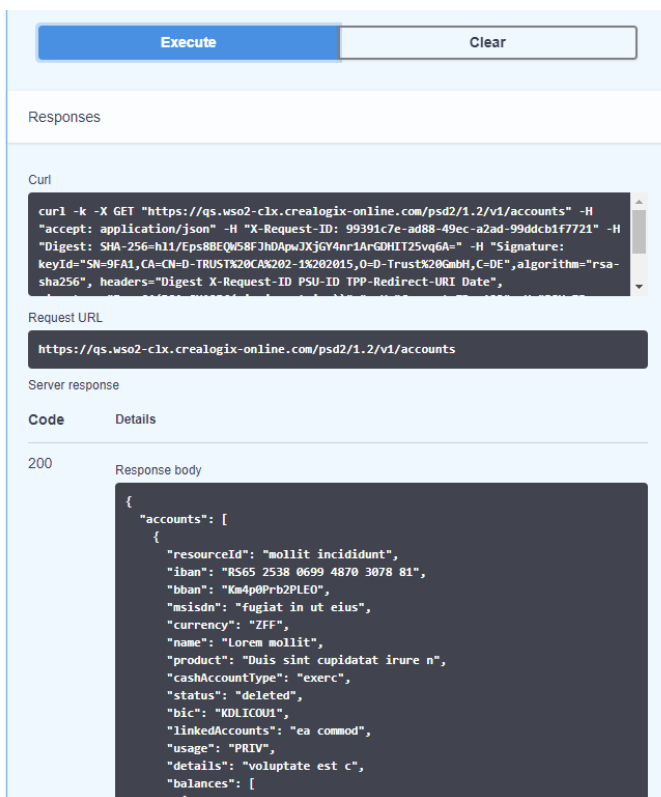 Execute Clear
Responses
Curl
curl -k -X GET "https://qs.wso2-clx.crealogix-online.com/psd2/1.2/v1/accounts" -H
"accept: application/json" -H "X-Request-ID: 99391c7e-ad88-49ec-a2ad-99ddcb1f7721" -H
"Digest: SHA-256=hl1/Eps8BEQW58FJhDApwJXjGY4nr1ArGDHIT25vq6A=" -H "Signature:
keyId="SN=9FA1,CA=CN=D-TRUST%20CA%202-1%202015,O=D-Trust%20GmbH,C=DE",algorithm="rsa-
sha256", headers="Digest X-Request-ID PSU-ID TPP-Redirect-URI Date",
Request URL
https://qs.wso2-clx.crealogix-online.com/psd2/1.2/v1/accounts
Server response
Code Details
200
Response body
{
"accounts": [
{
"resourceId": "mollit incididunt",
"iban": "RS65 2538 0699 4870 3078 81",
"bban": "Km4p0Prb2PLEO",
"msisdn": "fugiat in ut eius",
"currency": "ZFF",
"name": "Lorem mollit",
"product": "Duis sint cupidatat irure n",
"cashAccountType": "exerc",
"status": "deleted",
"bic": "KDLICOU1",
"linkedAccounts": "ea commod",
"usage": "PRIV",
"details": "voluptate est c",
"balances": [